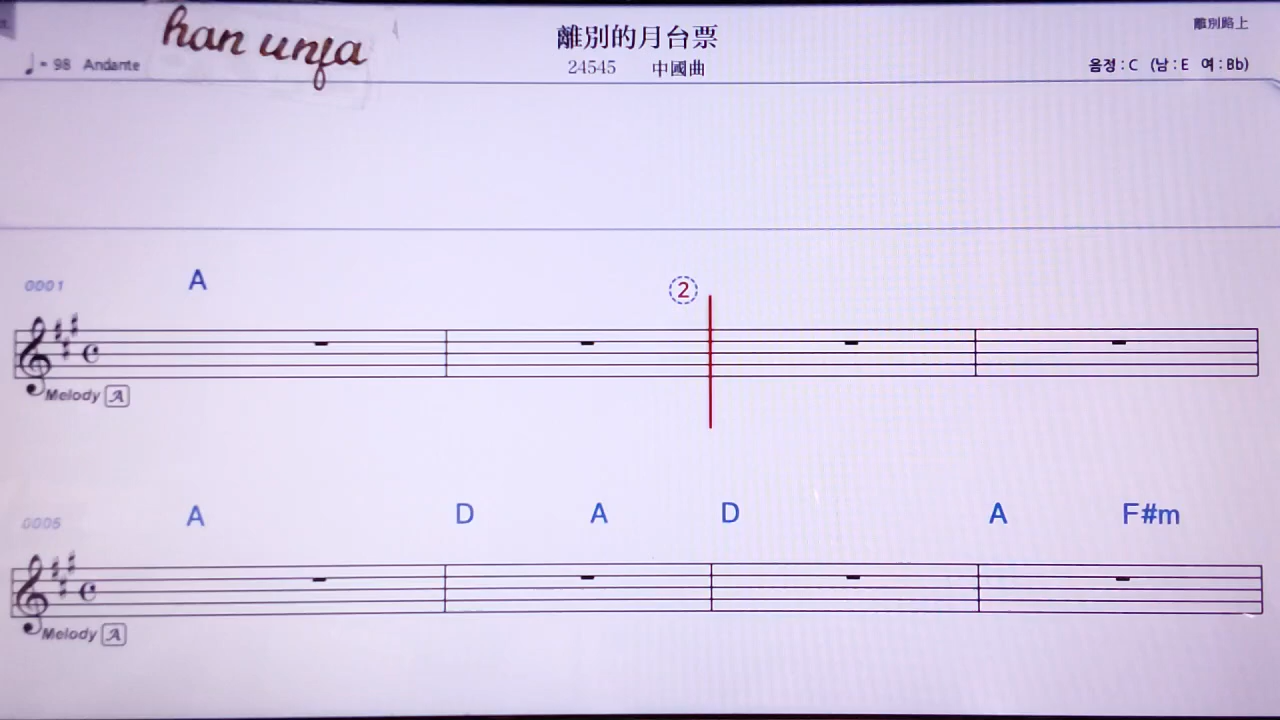 han unfa
離別的月台票
離別路上
♩= 98 Andante
24545 中國曲
음정 : C (남 : E 여 : Bb)
0001 A
②
Melody A
0005 A D A D A F#m
Melody A